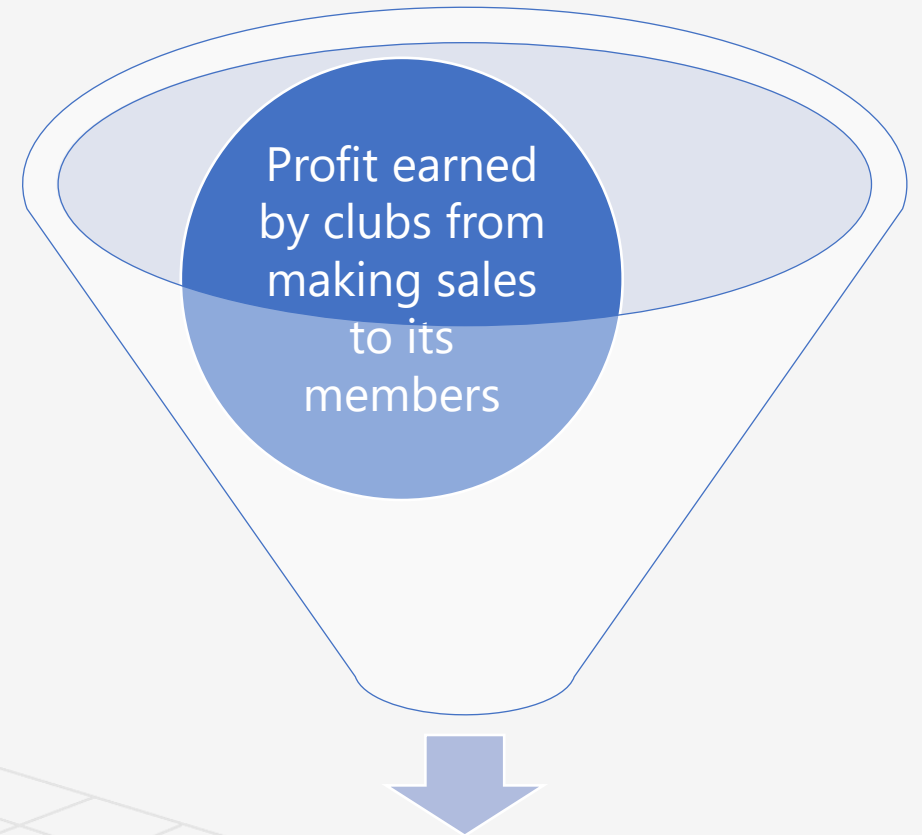 Profit earned
by clubs from
making sales
to its
members